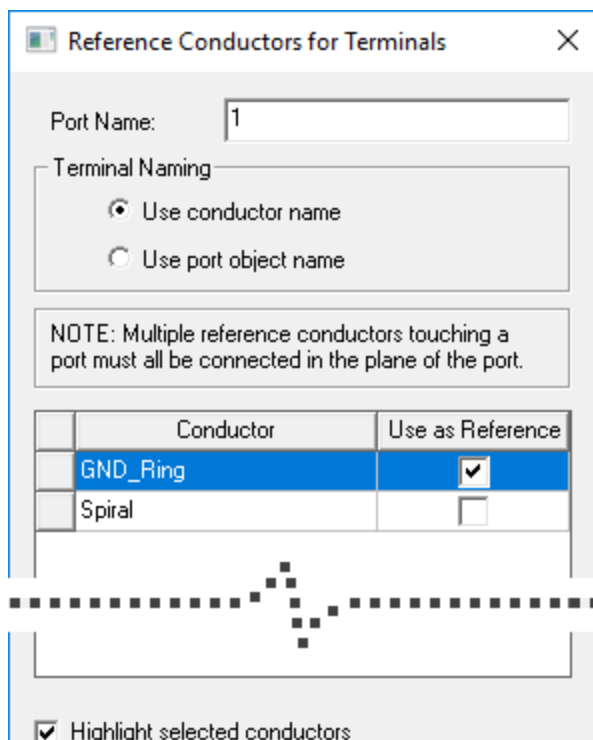 Reference Conductors for Terminals
Port Name: 1
Terminal Naming
Use conductor name
Use port object name
NOTE: Multiple reference conductors touching a
port must all be connected in the plane of the port.
Conductor Use as Reference
GND_Ring
Spiral
Highlight selected conductors